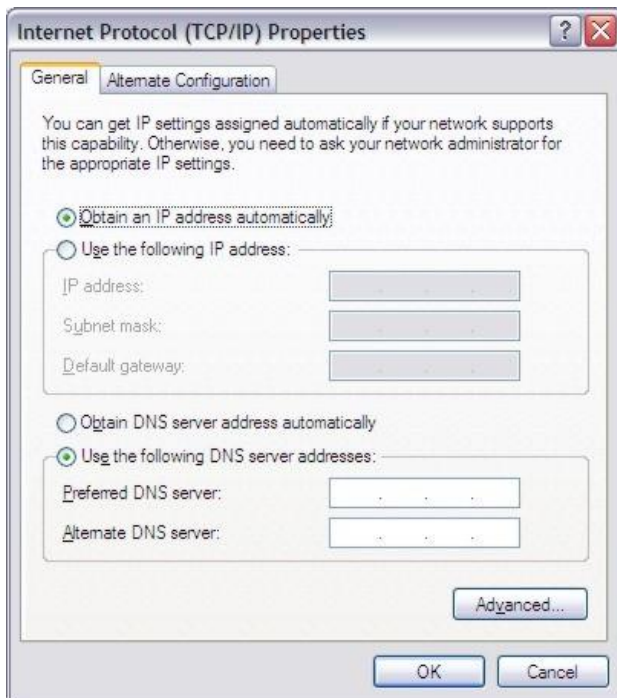 Internet Protocol (TCP/IP) Properties
General
Alternate Configuration
You can get IP settings assigned automatically if your network supports
this capability. Otherwise, you need to ask your network administrator for
the appropriate IP settings.
Obtain an IP address automatically
Use the following IP address:
IP address:
Subnet mask:
Default gateway:
Obtain DNS server address automatically
Use the following DNS server addresses:
Preferred DNS server:
Alternate DNS server:
Advanced...
OK
Cancel